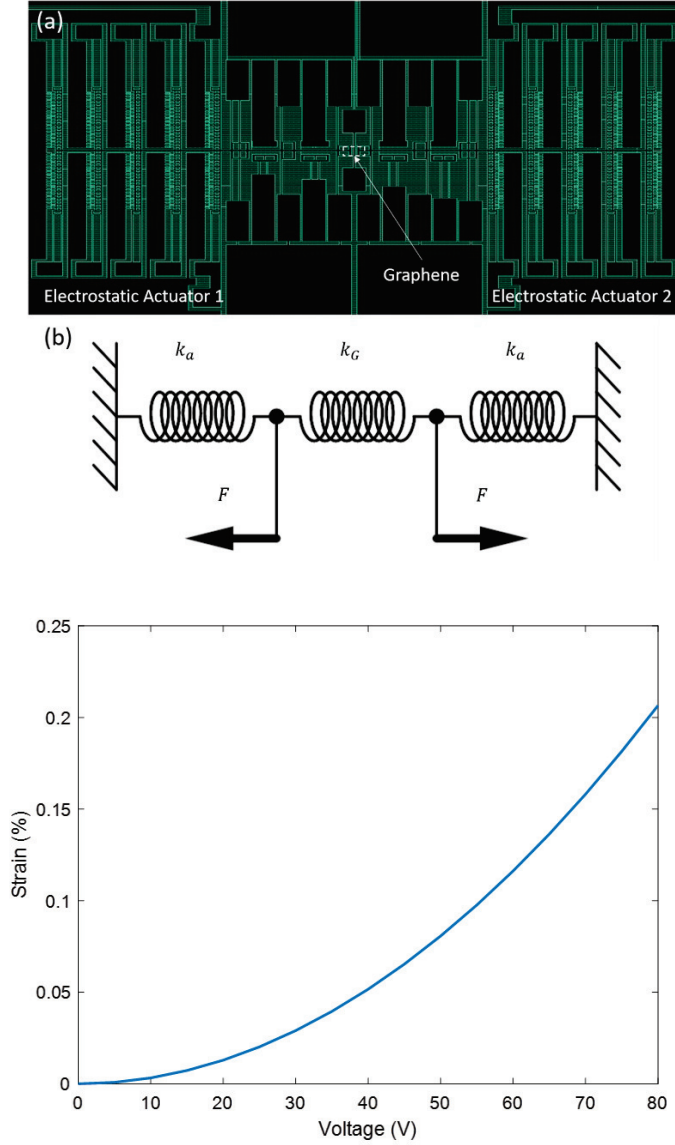 (a)
Graphene
Electrostatic Actuator 1
Electrostatic Actuator 2
(b)
k_a
k_G
k_a
F
F
0.25
0.2
0.15
0.1
0.05
0
Strain (%)
0 10 20 30 40 50 60 70 80
Voltage (V)